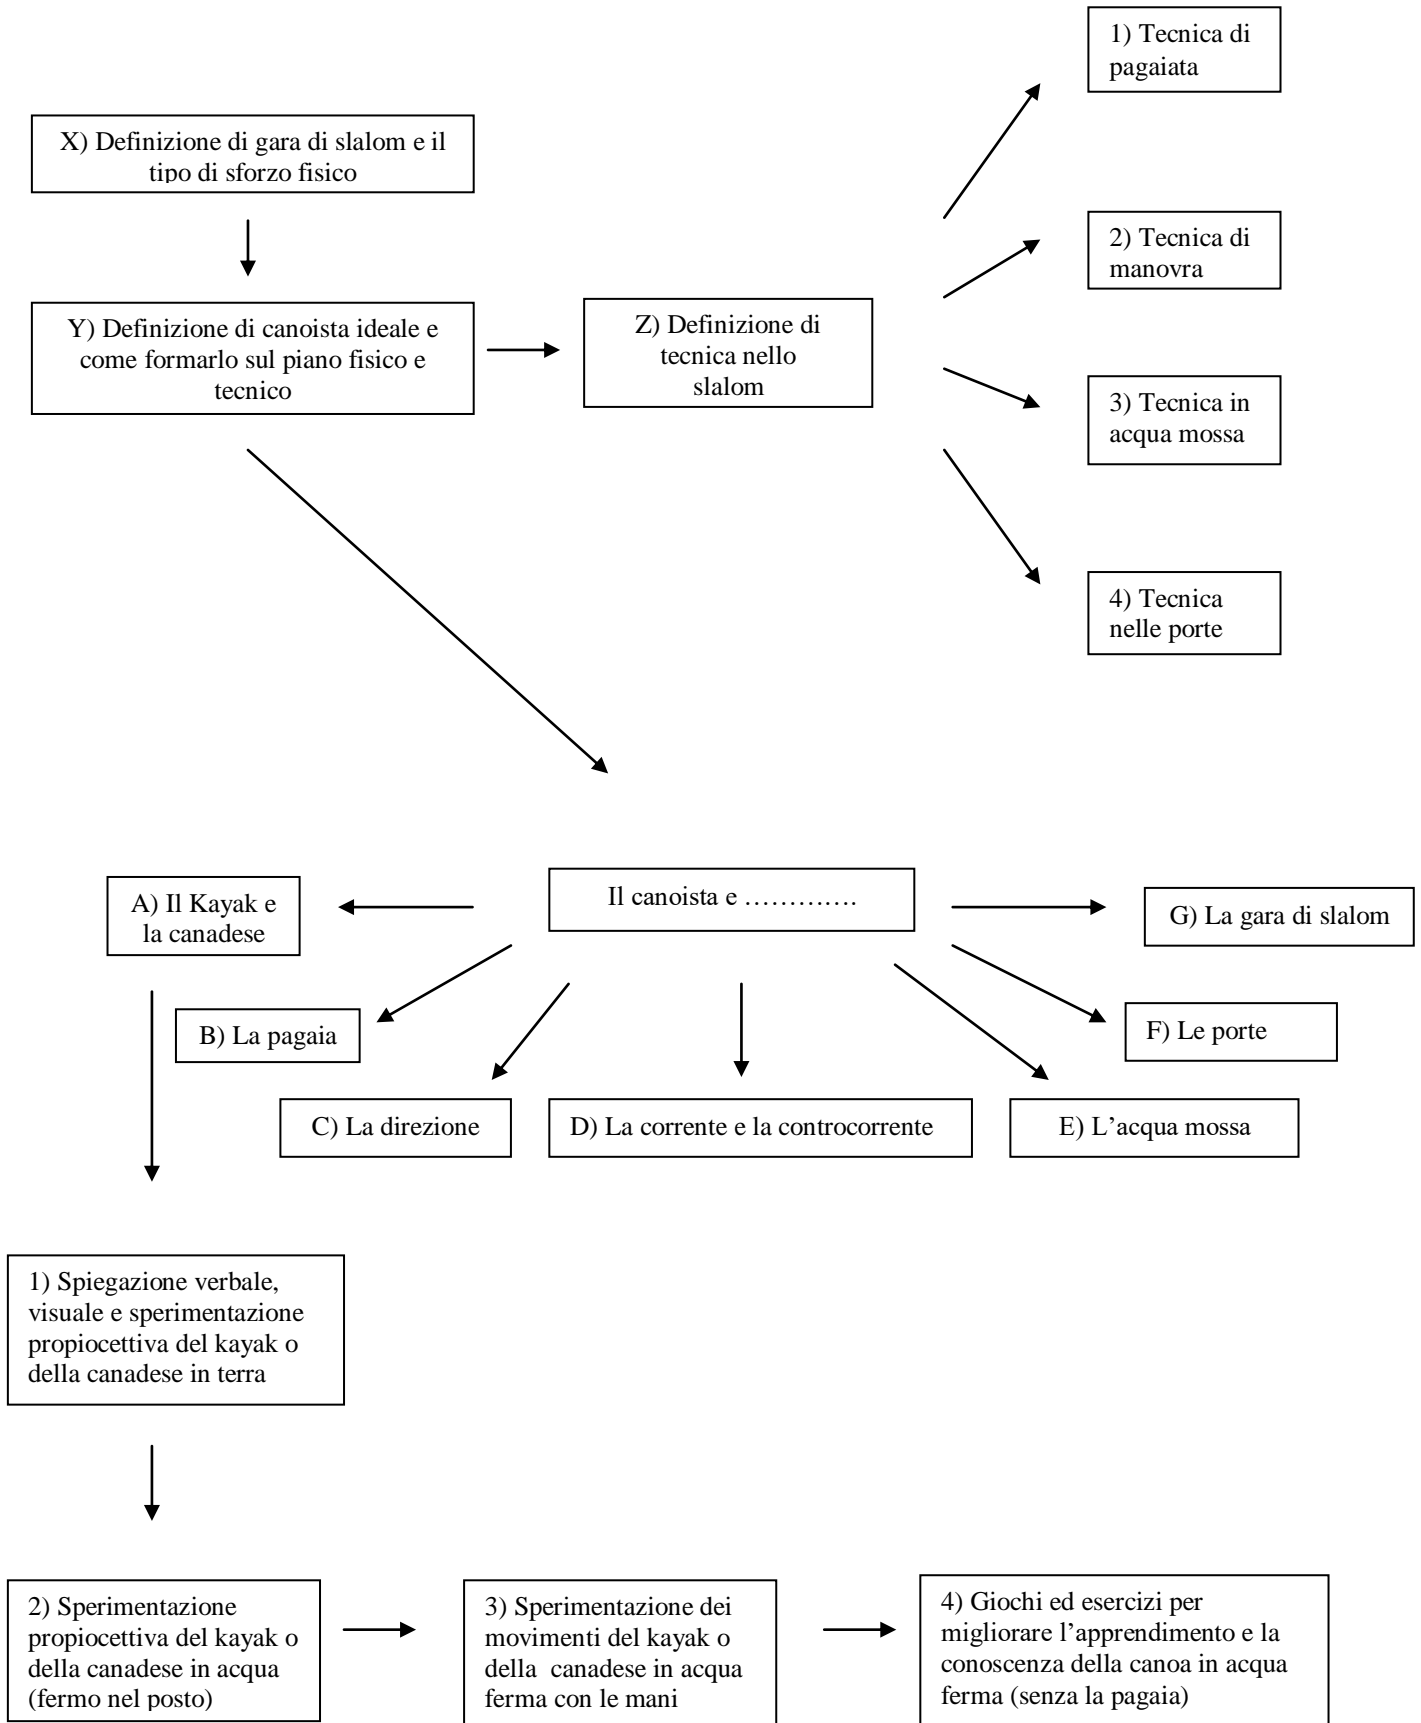 1) Tecnica di
pagaiata
X) Definizione di gara di slalom e il
tipo di sforzo fisico
2) Tecnica di
manovra
Y) Definizione di canoista ideale e
come formarlo sul piano fisico e
tecnico
Z) Definizione di
tecnica nello
slalom
3) Tecnica in
acqua mossa
4) Tecnica
nelle porte
A) Il Kayak e
la canadese
Il canoista e ………….
G) La gara di slalom
B) La pagaia
F) Le porte
C) La direzione
D) La corrente e la controcorrente
E) L’acqua mossa
1) Spiegazione verbale,
visuale e sperimentazione
propiocettiva del kayak o
della canadese in terra
2) Sperimentazione
propiocettiva del kayak o
della canadese in acqua
(fermo nel posto)
3) Sperimentazione dei
movimenti del kayak o
della canadese in acqua
ferma con le mani
4) Giochi ed esercizi per
migliorare l’apprendimento e la
conoscenza della canoa in acqua
ferma (senza la pagaia)